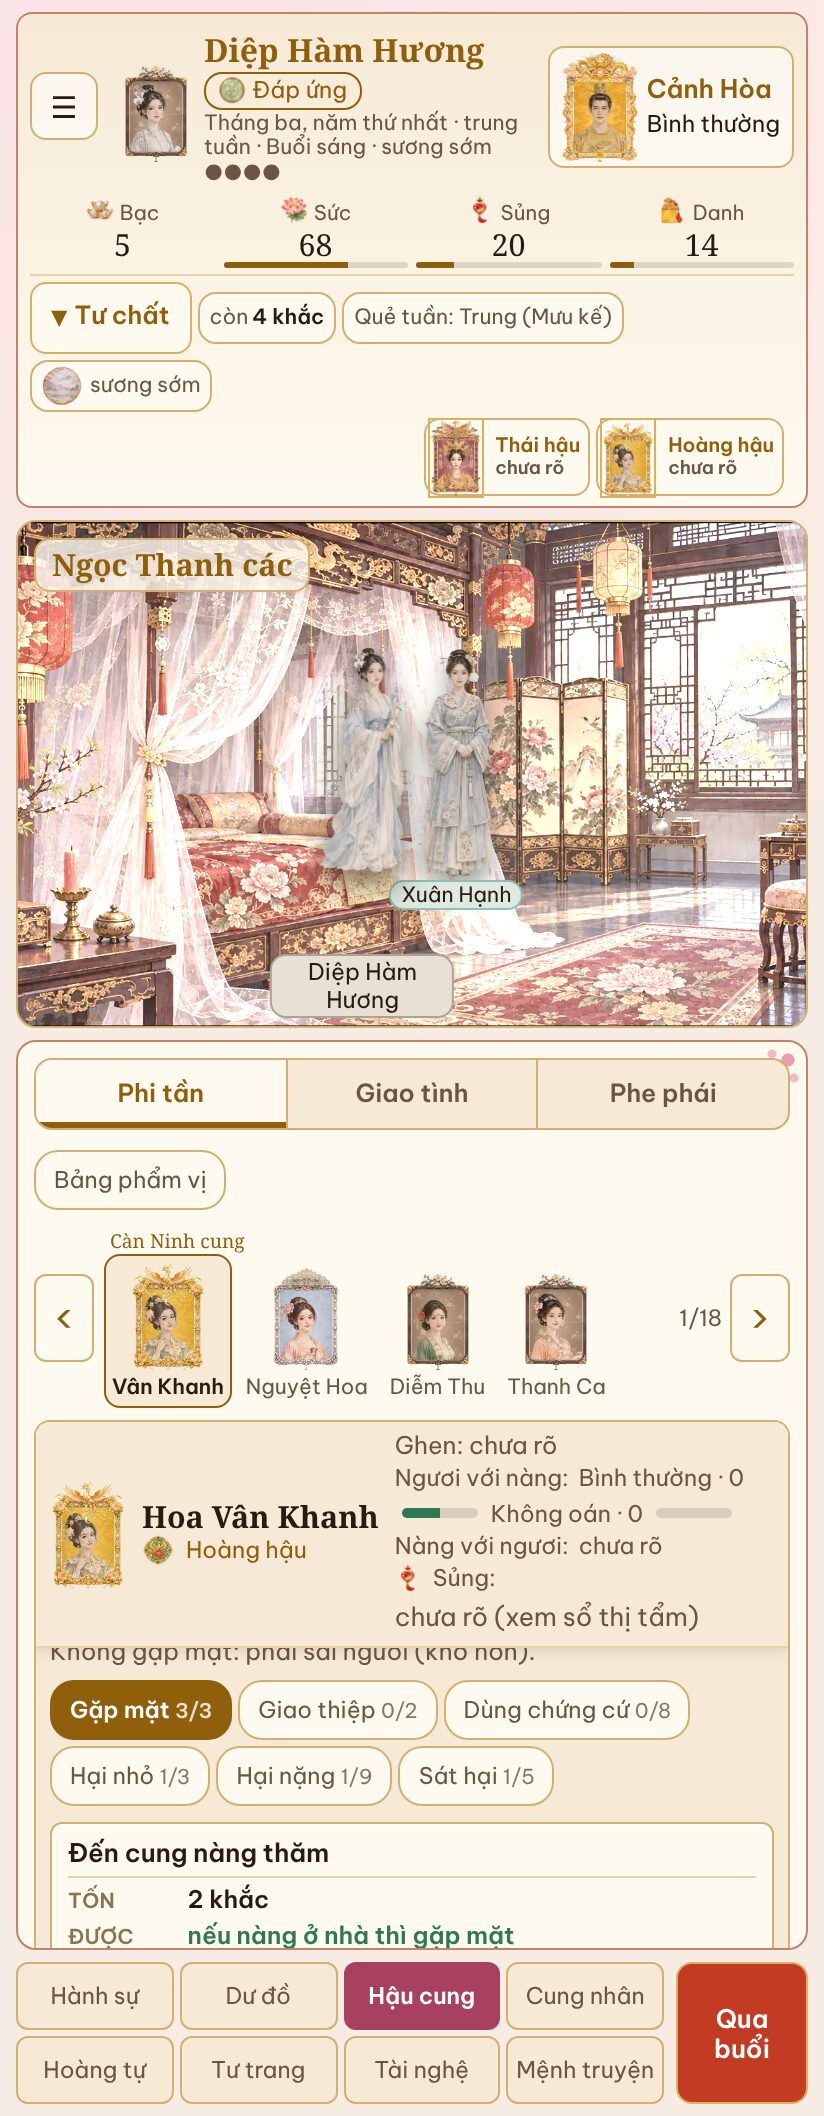 ☰
Diệp Hàm Hương
Đáp ứng
Tháng ba, năm thứ nhất · trung
tuần · Buổi sáng · sương sớm
Cảnh Hòa
Bình thường
Bạc
5
Sức
68
Sủng
20
Danh
14
▼ Tư chất
còn 4 khắc
Quẻ tuần: Trung (Mưu kế)
sương sớm
Thái hậu
chưa rõ
Hoàng hậu
chưa rõ
Ngọc Thanh các
Xuân Hạnh
Diệp Hàm
Hương
Phi tần
Giao tình
Phe phái
Bảng phẩm vị
Càn Ninh cung
‹
Vân Khanh
Nguyệt Hoa
Diễm Thu
Thanh Ca
1/18
›
Hoa Vân Khanh
Hoàng hậu
Ghen: chưa rõ
Ngươi với nàng: Bình thường · 0
Không oán · 0
Nàng với ngươi: chưa rõ
Sủng:
chưa rõ (xem sổ thị tẩm)
Không gặp mặt: phải sai người (khó hơn).
Gặp mặt 3/3
Giao thiệp 0/2
Dùng chứng cứ 0/8
Hại nhỏ 1/3
Hại nặng 1/9
Sát hại 1/5
Đến cung nàng thăm
TỐN 2 khắc
ĐƯỢC nếu nàng ở nhà thì gặp mặt
Hành sự
Dư đồ
Hậu cung
Cung nhân
Qua
buổi
Hoàng tự
Tư trang
Tài nghệ
Mệnh truyện